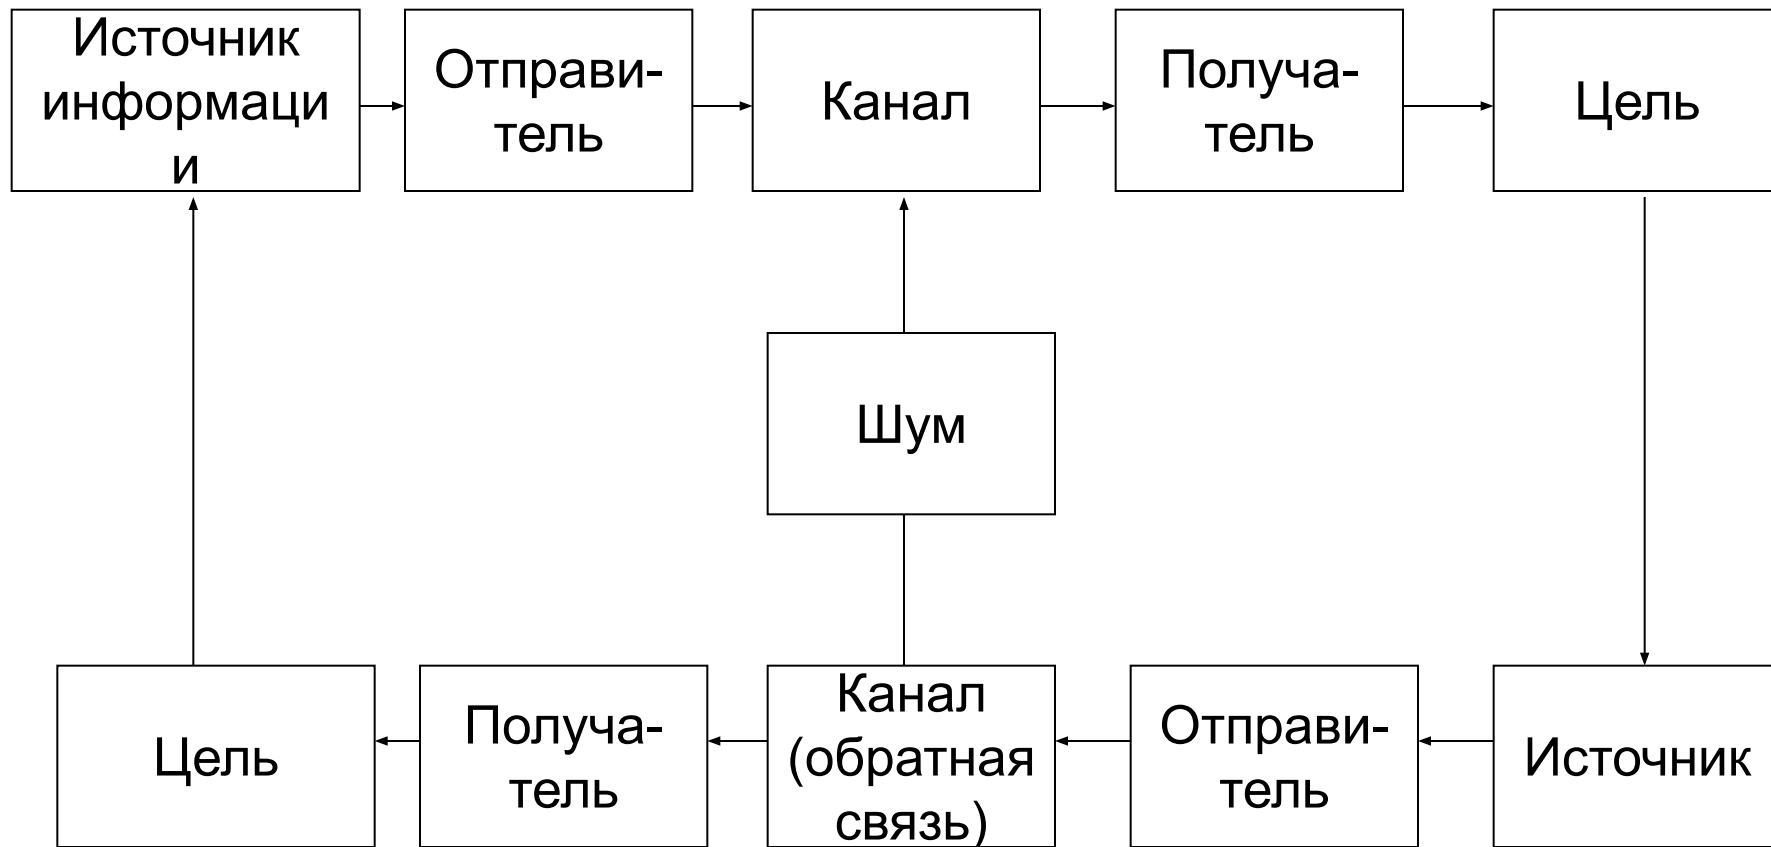 Источник
информаци
и
Отправи-
тель
Канал
Получа-
тель
Цель
Шум
Цель
Получа-
тель
Канал
(обратная
связь)
Отправи-
тель
Источник